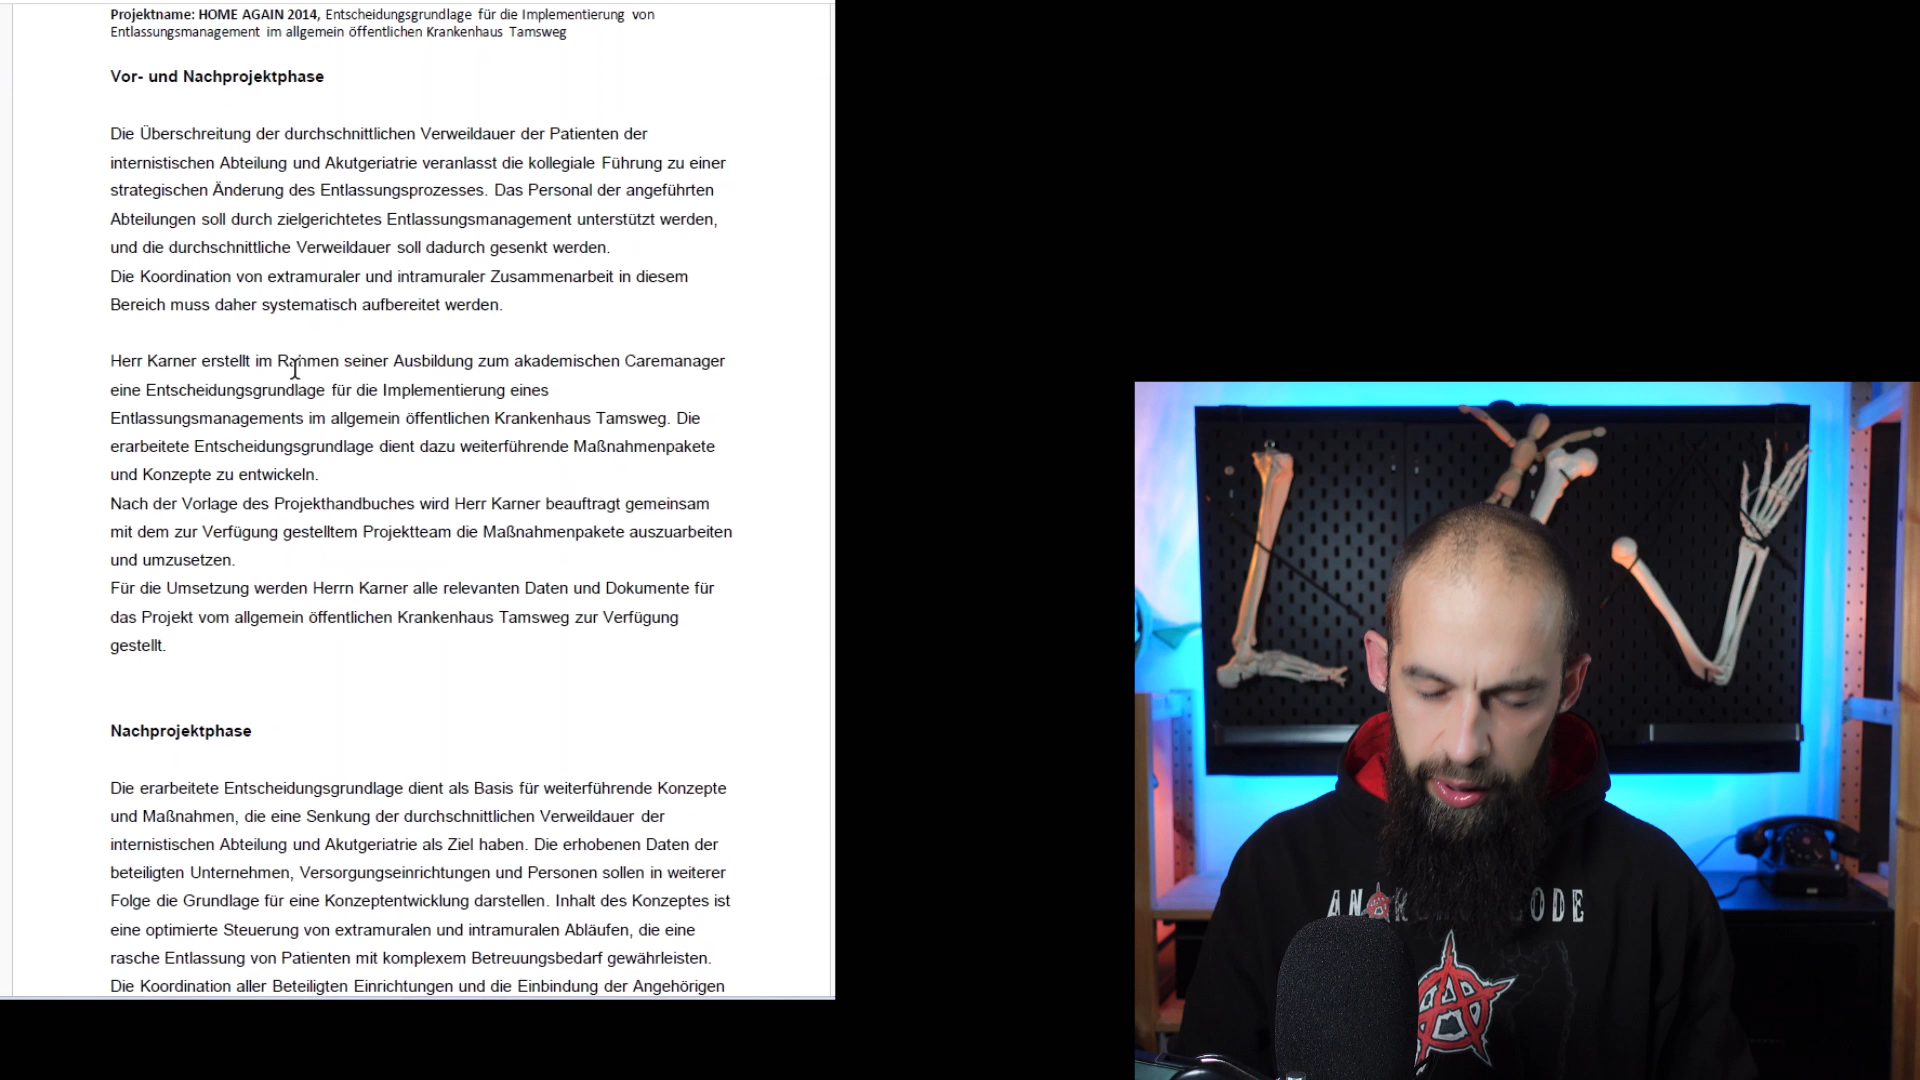 Projektname: HOME AGAIN 2014, Entscheidungsgrundlage für die Implementierung von
Entlassungsmanagement im allgemein öffentlichen Krankenhaus Tamsweg
Vor- und Nachprojektphase
Die Überschreitung der durchschnittlichen Verweildauer der Patienten der
internistischen Abteilung und Akutgeriatrie veranlasst die kollegiale Führung zu einer
strategischen Änderung des Entlassungsprozesses. Das Personal der angeführten
Abteilungen soll durch zielgerichtetes Entlassungsmanagement unterstützt werden,
und die durchschnittliche Verweildauer soll dadurch gesenkt werden.
Die Koordination von extramuraler und intramuraler Zusammenarbeit in diesem
Bereich muss daher systematisch aufbereitet werden.
Herr Karner erstellt im Rahmen seiner Ausbildung zum akademischen Caremanager
eine Entscheidungsgrundlage für die Implementierung eines
Entlassungsmanagements im allgemein öffentlichen Krankenhaus Tamsweg. Die
erarbeitete Entscheidungsgrundlage dient dazu weiterführende Maßnahmenpakete
und Konzepte zu entwickeln.
Nach der Vorlage des Projekthandbuches wird Herr Karner beauftragt gemeinsam
mit dem zur Verfügung gestelltem Projektteam die Maßnahmenpakete auszuarbeiten
und umzusetzen.
Für die Umsetzung werden Herrn Karner alle relevanten Daten und Dokumente für
das Projekt vom allgemein öffentlichen Krankenhaus Tamsweg zur Verfügung
gestellt.
Nachprojektphase
Die erarbeitete Entscheidungsgrundlage dient als Basis für weiterführende Konzepte
und Maßnahmen, die eine Senkung der durchschnittlichen Verweildauer der
internistischen Abteilung und Akutgeriatrie als Ziel haben. Die erhobenen Daten der
beteiligten Unternehmen, Versorgungseinrichtungen und Personen sollen in weiterer
Folge die Grundlage für eine Konzeptentwicklung darstellen. Inhalt des Konzeptes ist
eine optimierte Steuerung von extramuralen und intramuralen Abläufen, die eine
rasche Entlassung von Patienten mit komplexem Betreuungsbedarf gewährleisten.
Die Koordination aller Beteiligten Einrichtungen und die Einbindung der Angehörigen